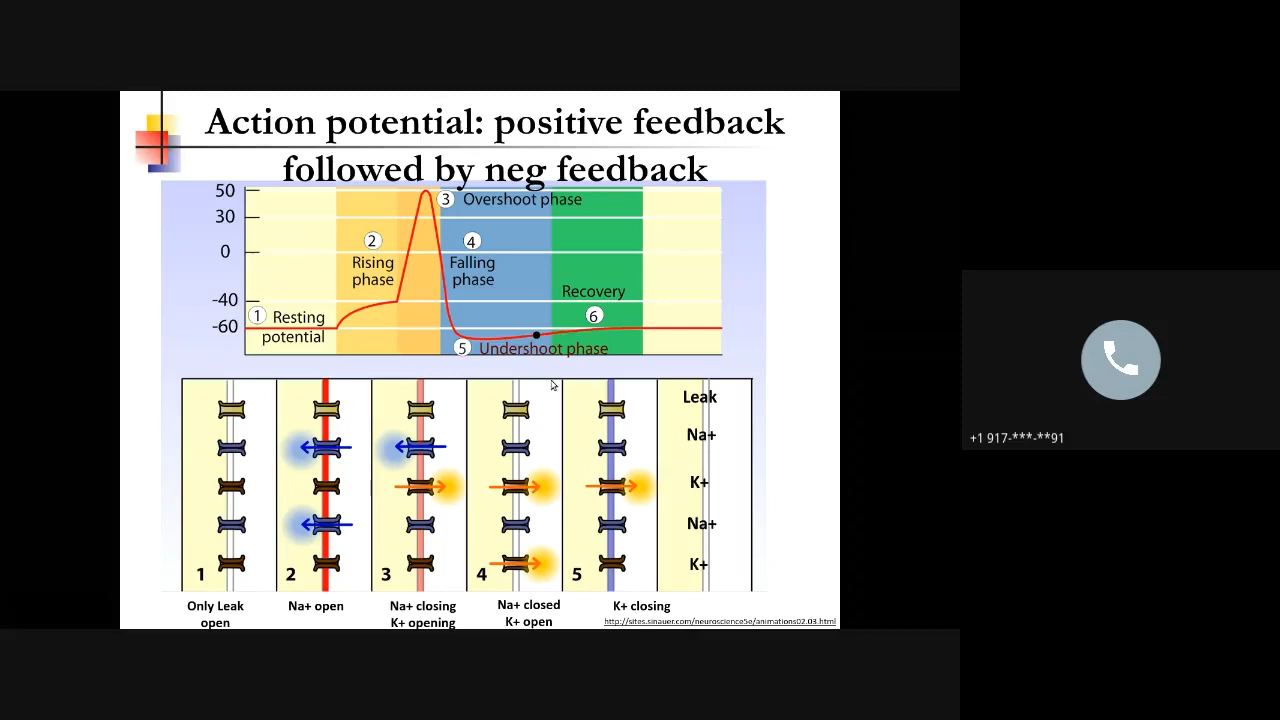 Action potential: positive feedback
followed by neg feedback
50
30
0
-40
-60
1 Resting
potential
2
Rising
phase
3 Overshoot phase
4
Falling
phase
5 Undershoot phase
Recovery
6
Leak
Na+
K+
Na+
K+
1
2
3
4
5
Only Leak
open
Na+ open
Na+ closing
K+ opening
Na+ closed
K+ open
K+ closing
http://sites.sinauer.com/neuroscience5e/animations02.03.html
+1 917-***-**91